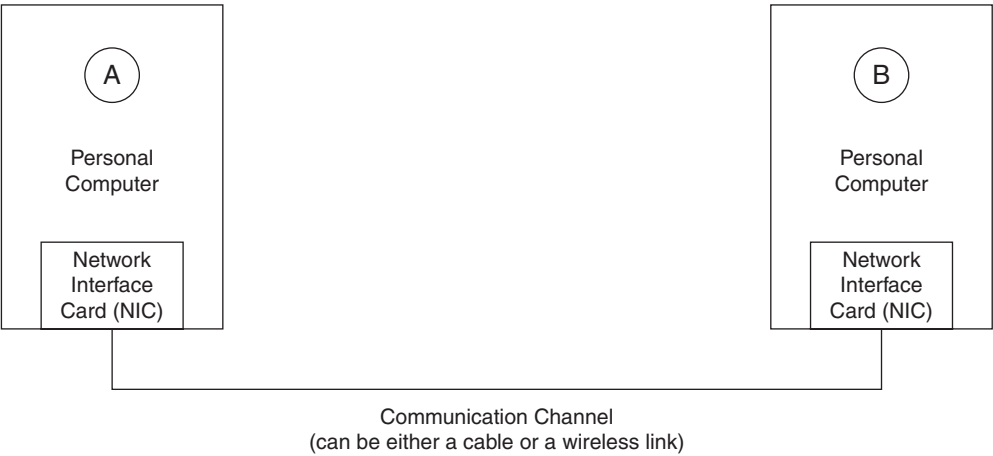 A
Personal
Computer
Network
Interface
Card (NIC)
B
Personal
Computer
Network
Interface
Card (NIC)
Communication Channel
(can be either a cable or a wireless link)